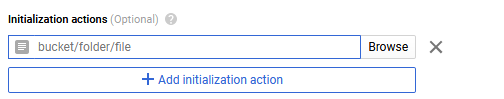 Initialization actions (Optional) ?
bucket/folder/file Browse
+ Add initialization action